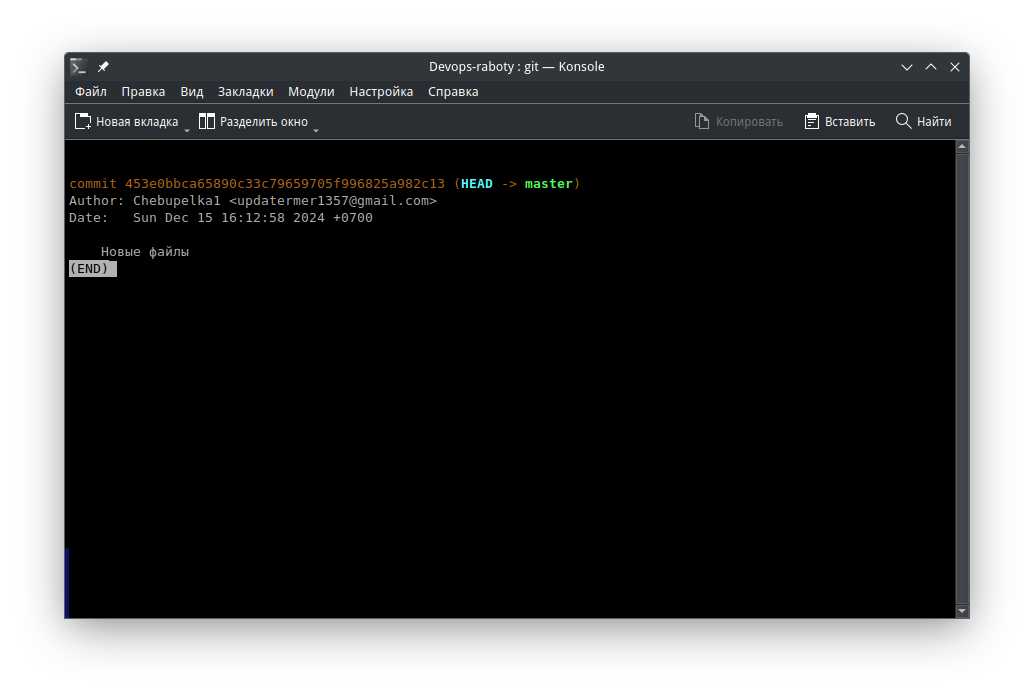 Devops-raboty : git — Konsole
Файл Правка Вид Закладки Модули Настройка Справка
Новая вкладка Разделить окно Копировать Вставить Найти
commit 453e0bbca65890c33c79659705f996825a982c13 (HEAD -> master)
Author: Chebupelka1 <updatermer1357@gmail.com>
Date:   Sun Dec 15 16:12:58 2024 +0700
    Новые файлы
(END)